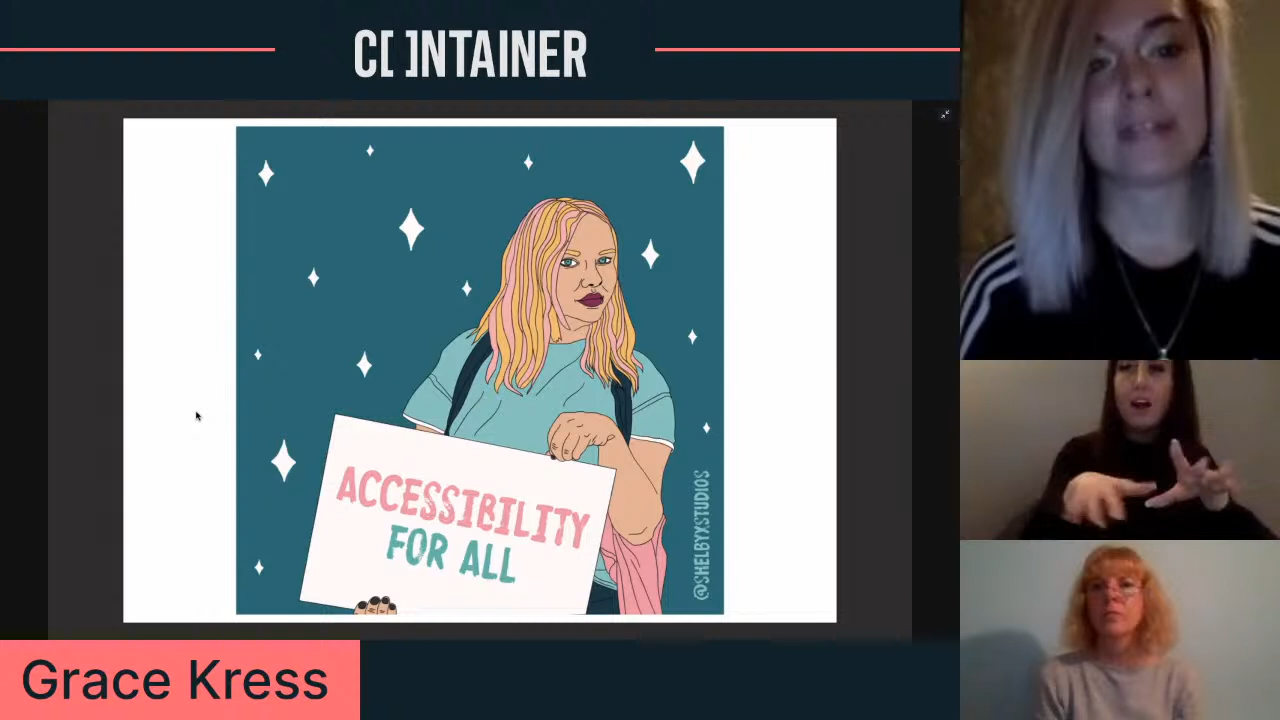 C[ ]NTAINER
ACCESSIBILITY
FOR ALL
@SHELBYXSTUDIOS
Grace Kress